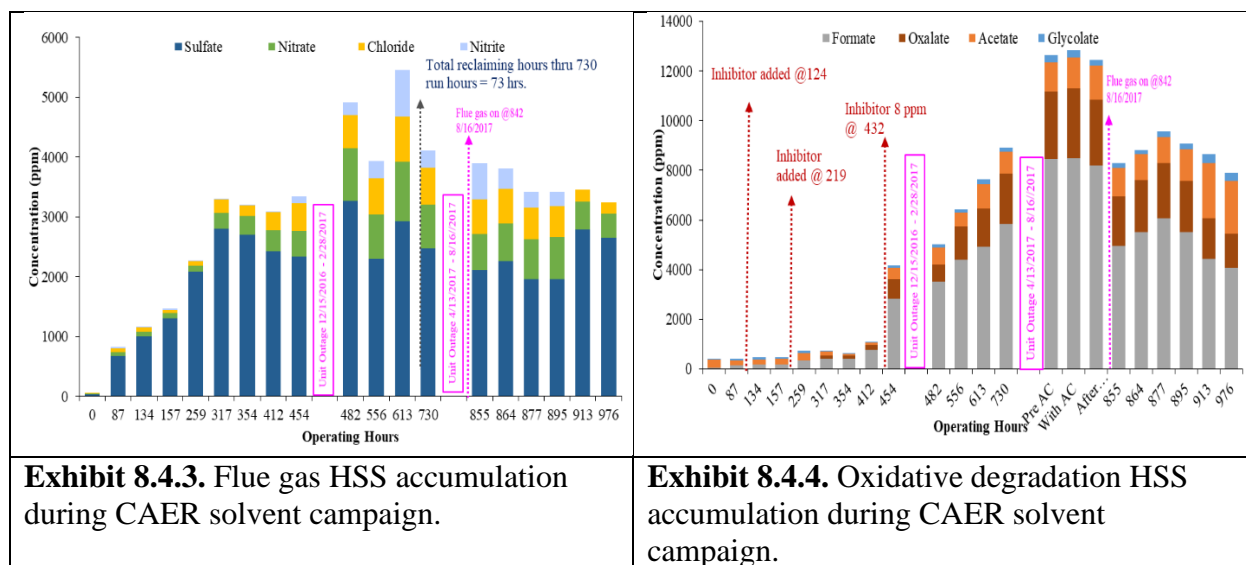 6000
5000
4000
3000
2000
1000
0
Concentration (ppm)
Sulfate Nitrate Chloride Nitrite
Total reclaiming hours thru 730
run hours = 73 hrs.
Flue gas on @842
8/16/2017
Unit Outage 12/15/2016 - 2/28/2017
Unit Outage 4/13/2017 - 8/16//2017
0 87 134 157 259 317 354 412 454 482 556 613 730 855 864 877 895 913 976
Operating Hours
14000
12000
10000
8000
6000
4000
2000
0
Concentration (ppm)
Formate Oxalate Acetate Glycolate
Inhibitor added @124
Inhibitor
added @ 219
Inhibitor 8 ppm
@ 432
Flue gas on @842
8/16/2017
Unit Outage 12/15/2016 - 2/28/2017
Unit Outage 4/13/2017 - 8/16//2017
0 87 134 157 259 317 354 412 454 482 556 613 730 Pre AC With AC After... 855 864 877 895 913 976
Operating Hours
Exhibit 8.4.3. Flue gas HSS accumulation
during CAER solvent campaign.
Exhibit 8.4.4. Oxidative degradation HSS
accumulation during CAER solvent
campaign.